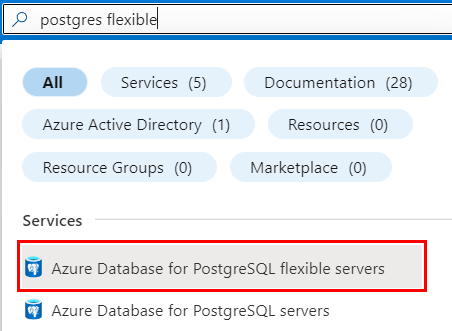 postgres flexible
All Services (5) Documentation (28)
Azure Active Directory (1) Resources (0)
Resource Groups (0) Marketplace (0)
Services
Azure Database for PostgreSQL flexible servers
Azure Database for PostgreSQL servers